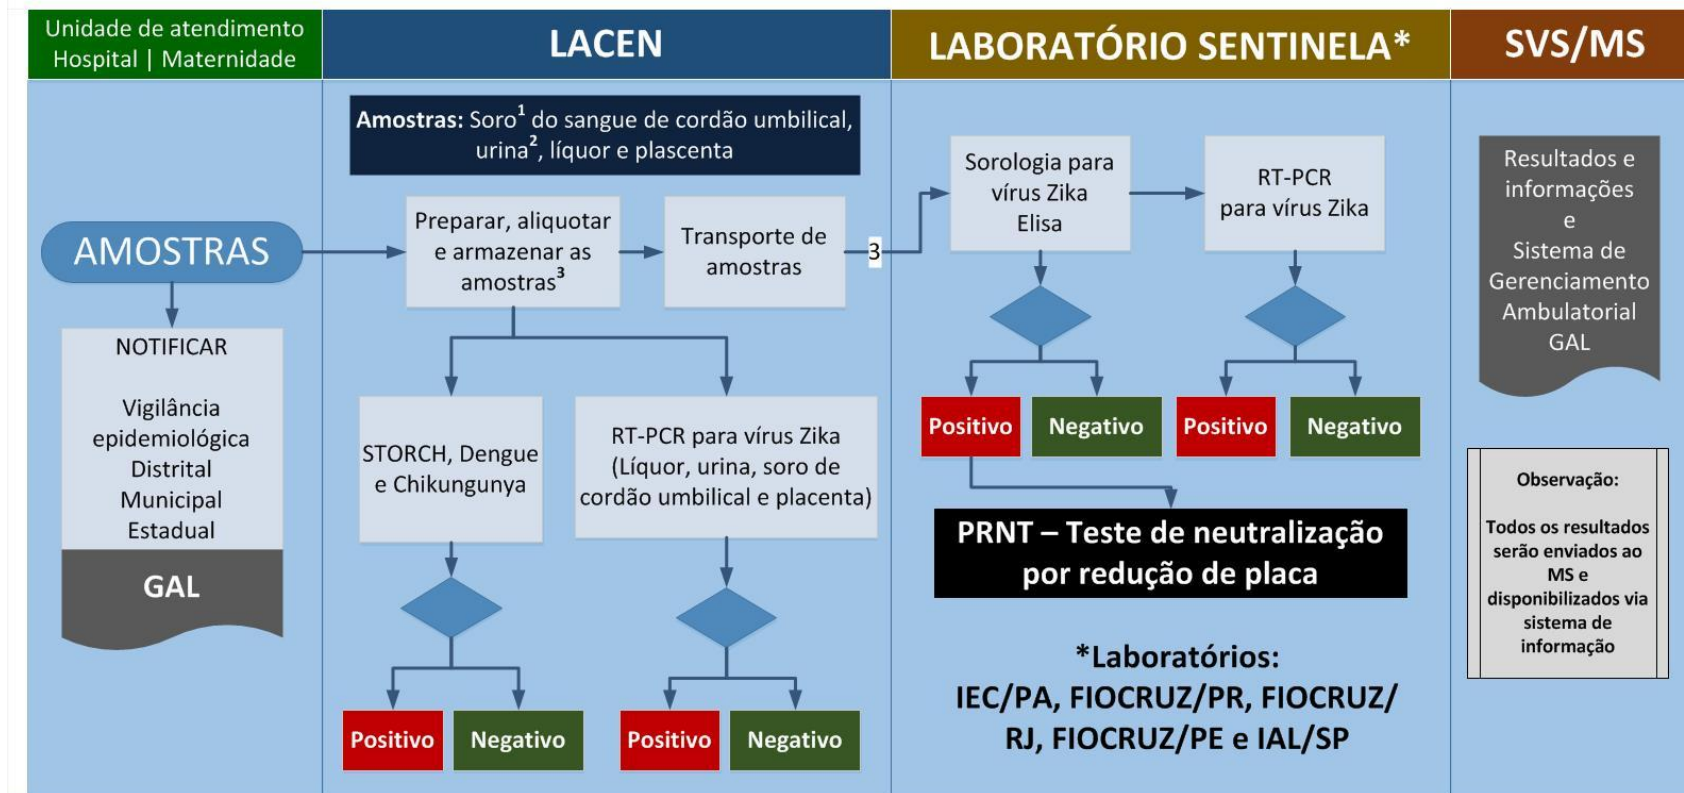 Unidade de atendimento
Hospital | Maternidade
LACEN
LABORATÓRIO SENTINELA*
SVS/MS
AMOSTRAS
NOTIFICAR
Vigilância
epidemiológica
Distrital
Municipal
Estadual
GAL
Amostras: Soro¹ do sangue de cordão umbilical,
urina², líquor e plascenta
Preparar, aliquotar
e armazenar as
amostras³
Transporte de
amostras
3
STORCH, Dengue
e Chikungunya
RT-PCR para vírus Zika
(Líquor, urina, soro de
cordão umbilical e placenta)
Positivo
Negativo
Positivo
Negativo
Sorologia para
vírus Zika
Elisa
RT-PCR
para vírus Zika
Positivo
Negativo
Positivo
Negativo
PRNT – Teste de neutralização
por redução de placa
*Laboratórios:
IEC/PA, FIOCRUZ/PR, FIOCRUZ/
RJ, FIOCRUZ/PE e IAL/SP
Resultados e
informações
e
Sistema de
Gerenciamento
Ambulatorial
GAL
Observação:
Todos os resultados
serão enviados ao
MS e
disponibilizados via
sistema de
informação